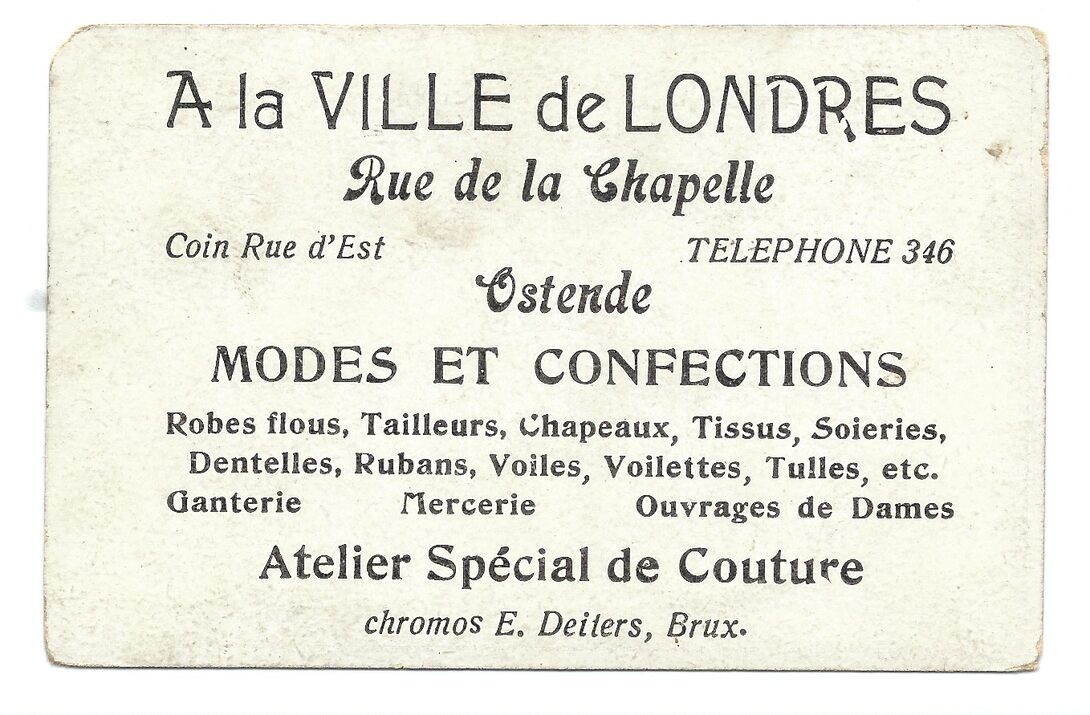 A la VILLE de LONDRES
Rue de la Chapelle
Coin Rue d'Est TELEPHONE 346
Ostende
MODES ET CONFECTIONS
Robes flous, Tailleurs, Chapeaux, Tissus, Soieries,
Dentelles, Rubans, Voiles, Voilettes, Tulles, etc.
Ganterie Mercerie Ouvrages de Dames
Atelier Spécial de Couture
chromos E. Deiters, Brux.